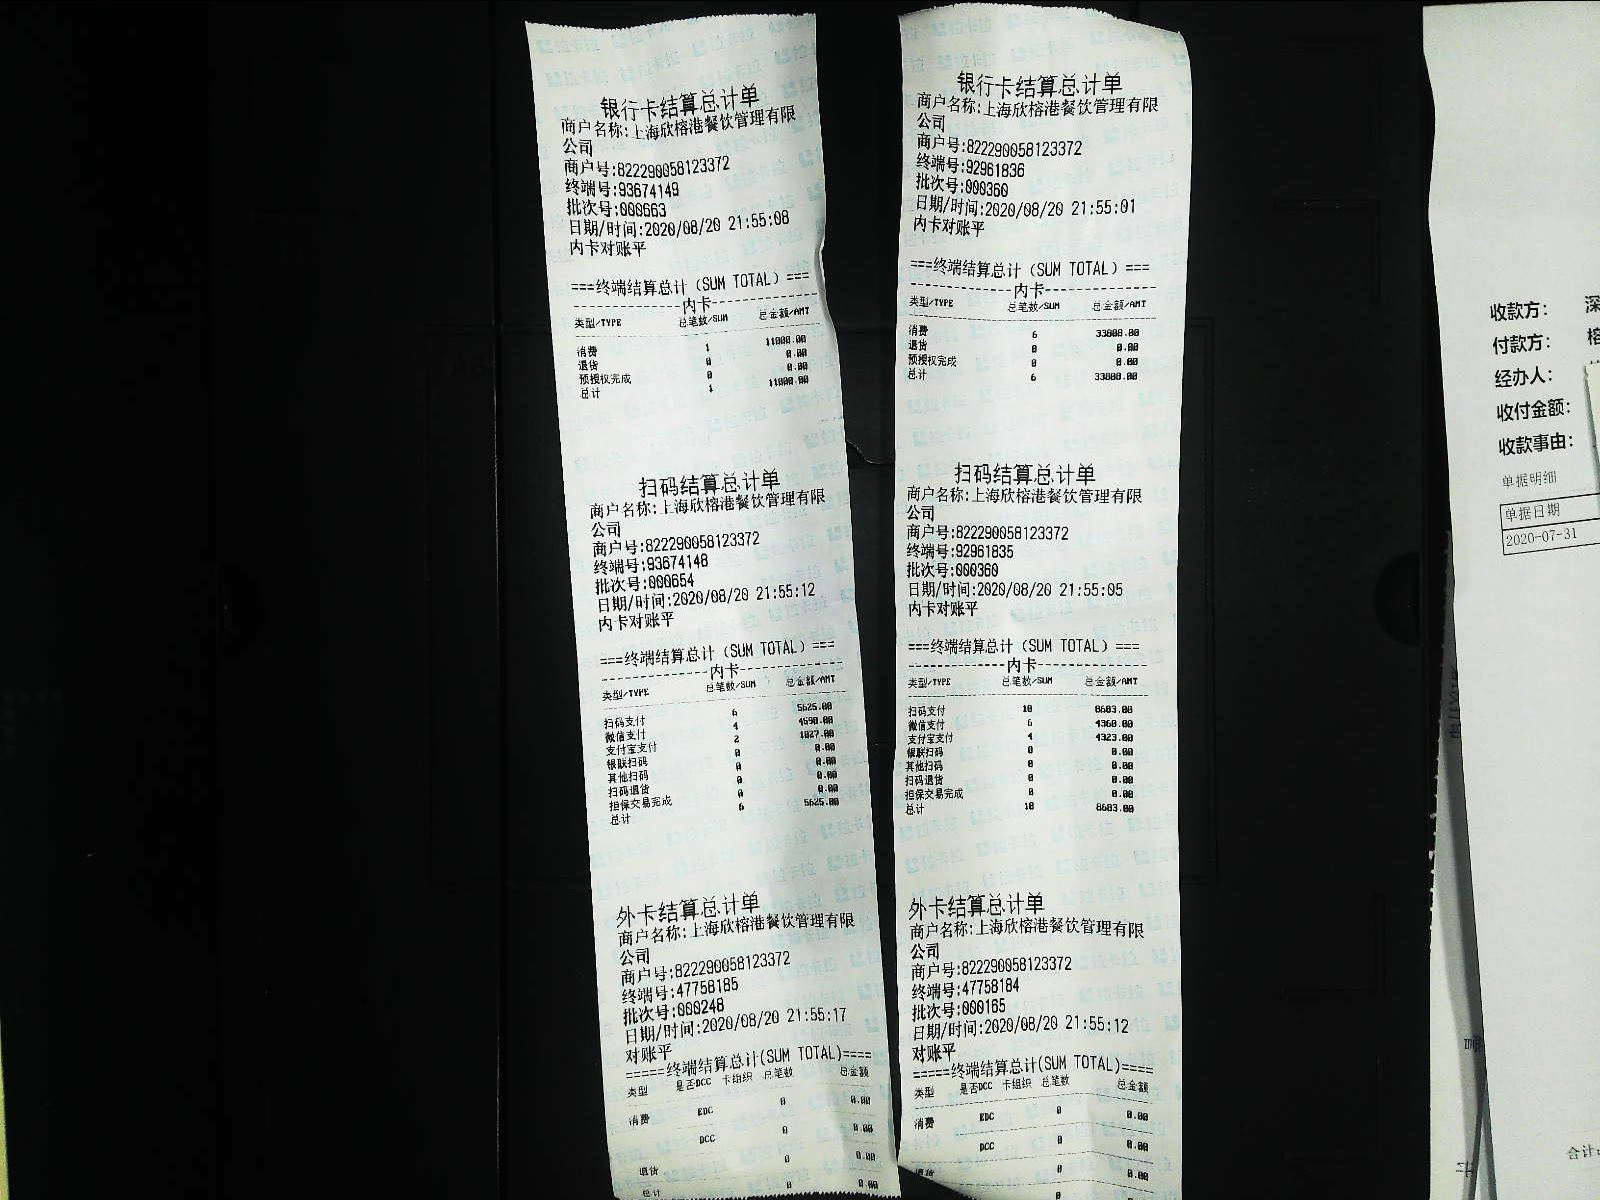 银行卡结算总计单
商户名称:上海欣榕港餐饮管理有限
公司
商户号:822290058123372
终端号:93674149
批次号:000663
日期/时间:2020/08/20 21:55:08
内卡对账平
===终端结算总计（SUM TOTAL）===
内卡
类型/TYPE 总笔数/SUM 总金额/AMT
消费 1 11000.00
退货 0 0.00
预授权完成 0 0.00
总计 1 11000.00
扫码结算总计单
商户名称:上海欣榕港餐饮管理有限
公司
商户号:822290058123372
终端号:93674148
批次号:000654
日期/时间:2020/08/20 21:55:12
内卡对账平
===终端结算总计（SUM TOTAL）===
内卡
类型/TYPE 总笔数/SUM 总金额/AMT
扫码支付 6 5625.00
微信支付 4 4598.00
支付宝支付 2 1027.00
银联扫码 0 0.00
其他扫码 0 0.00
扫码退货 0 0.00
担保交易完成 0 0.00
总计 6 5625.00
外卡结算总计单
商户名称:上海欣榕港餐饮管理有限
公司
商户号:822290058123372
终端号:47758185
批次号:000248
日期/时间:2020/08/20 21:55:17
对账平
=====终端结算总计(SUM TOTAL)====
类型 是否DCC 卡组织 总笔数 总金额
消费 EDC 0 0.00
DCC 0 0.00
退货 0 0.00
总计 0 0.00
银行卡结算总计单
商户名称:上海欣榕港餐饮管理有限
公司
商户号:822290058123372
终端号:92961836
批次号:000360
日期/时间:2020/08/20 21:55:01
内卡对账平
===终端结算总计（SUM TOTAL）===
内卡
类型/TYPE 总笔数/SUM 总金额/AMT
消费 6 33000.00
退货 0 0.00
预授权完成 0 0.00
总计 6 33000.00
扫码结算总计单
商户名称:上海欣榕港餐饮管理有限
公司
商户号:822290058123372
终端号:92961835
批次号:000360
日期/时间:2020/08/20 21:55:05
内卡对账平
===终端结算总计（SUM TOTAL）===
内卡
类型/TYPE 总笔数/SUM 总金额/AMT
扫码支付 10 8683.00
微信支付 6 4360.00
支付宝支付 4 4323.00
银联扫码 0 0.00
其他扫码 0 0.00
扫码退货 0 0.00
担保交易完成 0 0.00
总计 10 8683.00
外卡结算总计单
商户名称:上海欣榕港餐饮管理有限
公司
商户号:822290058123372
终端号:47758184
批次号:000165
日期/时间:2020/08/20 21:55:12
对账平
=====终端结算总计(SUM TOTAL)====
类型 是否DCC 卡组织 总笔数 总金额
消费 EDC 0 0.00
DCC 0 0.00
退货 0 0.00
0 0.00
收款方: 深
付款方: 榕
经办人:
收付金额:
收款事由:
单据明细
单据日期
2020-07-31
合计